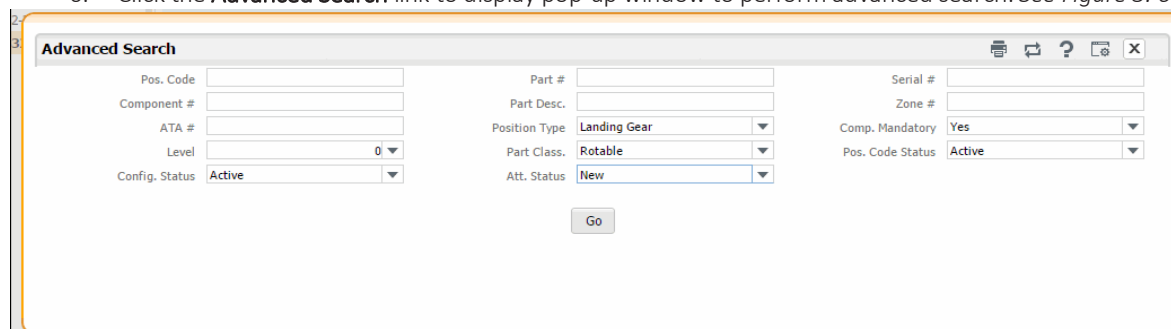 Click the Advanced Search link to display pop-up window to perform advanced search. See Figure 3.
Advanced Search ?
Pos. Code Part # Serial #
Component # Part Desc. Zone #
ATA # Position Type Landing Gear Comp. Mandatory Yes
Level 0 Part Class. Rotable Pos. Code Status Active
Config. Status Active Att. Status New
Go